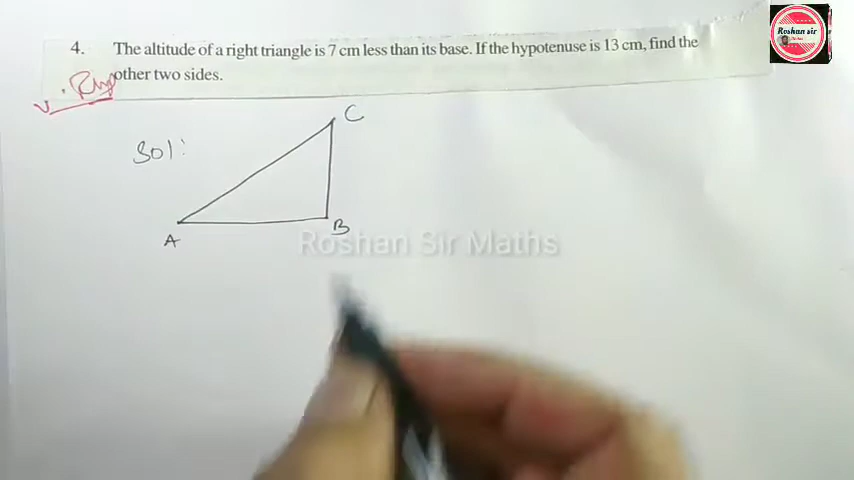 4. The altitude of a right triangle is 7 cm less than its base. If the hypotenuse is 13 cm, find the
other two sides.
Roshan sir
C
Sol:
B
A
Roshan Sir Maths